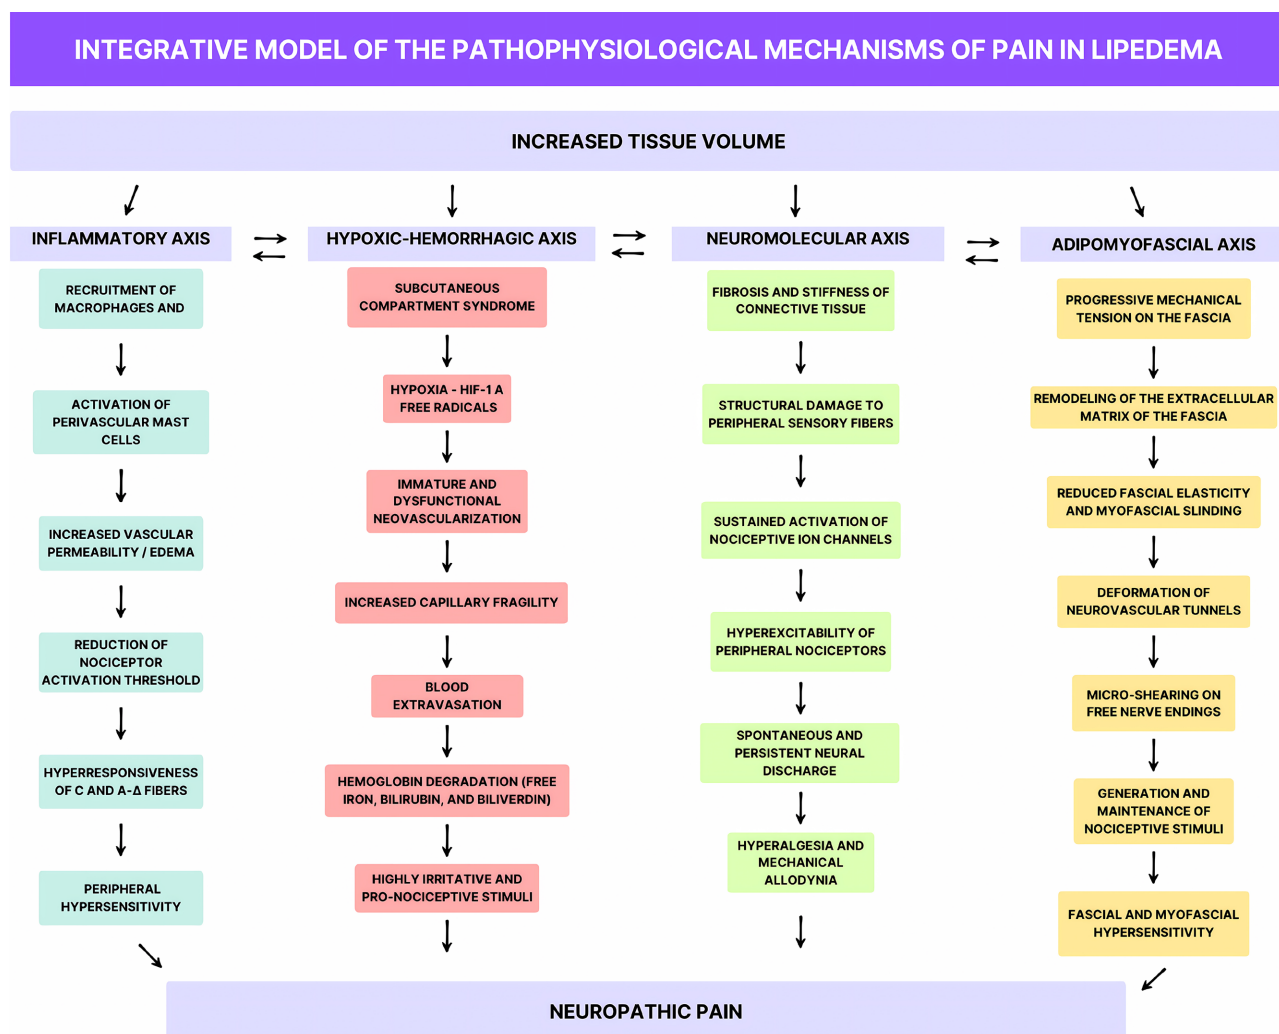 INTEGRATIVE MODEL OF THE PATHOPHYSIOLOGICAL MECHANISMS OF PAIN IN LIPEDEMA
INCREASED TISSUE VOLUME
INFLAMMATORY AXIS
RECRUITMENT OF
MACROPHAGES AND
ACTIVATION OF
PERIVASCULAR MAST
CELLS
INCREASED VASCULAR
PERMEABILITY / EDEMA
REDUCTION OF
NOCICEPTOR
ACTIVATION THRESHOLD
HYPERRESPONSIVENESS
OF C AND A-Δ FIBERS
PERIPHERAL
HYPERSENSITIVITY
HYPOXIC-HEMORRHAGIC AXIS
SUBCUTANEOUS
COMPARTMENT SYNDROME
HYPOXIA - HIF-1 A
FREE RADICALS
IMMATURE AND
DYSFUNCTIONAL
NEOVASCULARIZATION
INCREASED CAPILLARY FRAGILITY
BLOOD
EXTRAVASATION
HEMOGLOBIN DEGRADATION (FREE
IRON, BILIRUBIN, AND BILIVERDIN)
HIGHLY IRRITATIVE AND
PRO-NOCICEPTIVE STIMULI
NEUROMOLECULAR AXIS
FIBROSIS AND STIFFNESS OF
CONNECTIVE TISSUE
STRUCTURAL DAMAGE TO
PERIPHERAL SENSORY FIBERS
SUSTAINED ACTIVATION OF
NOCICEPTIVE ION CHANNELS
HYPEREXCITABILITY OF
PERIPHERAL NOCICEPTORS
SPONTANEOUS AND
PERSISTENT NEURAL
DISCHARGE
HYPERALGESIA AND
MECHANICAL
ALLODYNIA
ADIPOMYOFASCIAL AXIS
PROGRESSIVE MECHANICAL
TENSION ON THE FASCIA
REMODELING OF THE EXTRACELLULAR
MATRIX OF THE FASCIA
REDUCED FASCIAL ELASTICITY
AND MYOFASCIAL SLINDING
DEFORMATION OF
NEUROVASCULAR TUNNELS
MICRO-SHEARING ON
FREE NERVE ENDINGS
GENERATION AND
MAINTENANCE OF
NOCICEPTIVE STIMULI
FASCIAL AND MYOFASCIAL
HYPERSENSITIVITY
NEUROPATHIC PAIN